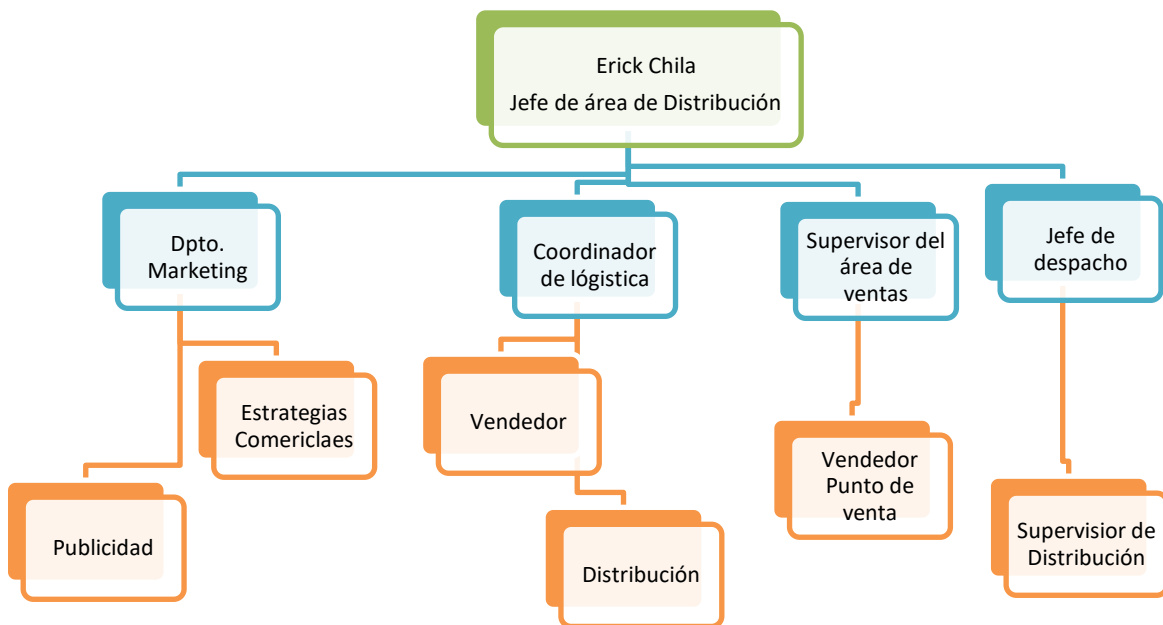 Erick Chila
Jefe de área de Distribución
Dpto.
Marketing
Coordinador
de lógistica
Supervisor del
área de
ventas
Jefe de
despacho
Estrategias
Comericlaes
Vendedor
Vendedor
Punto de
venta
Publicidad
Distribución
Supervisior de
Distribución